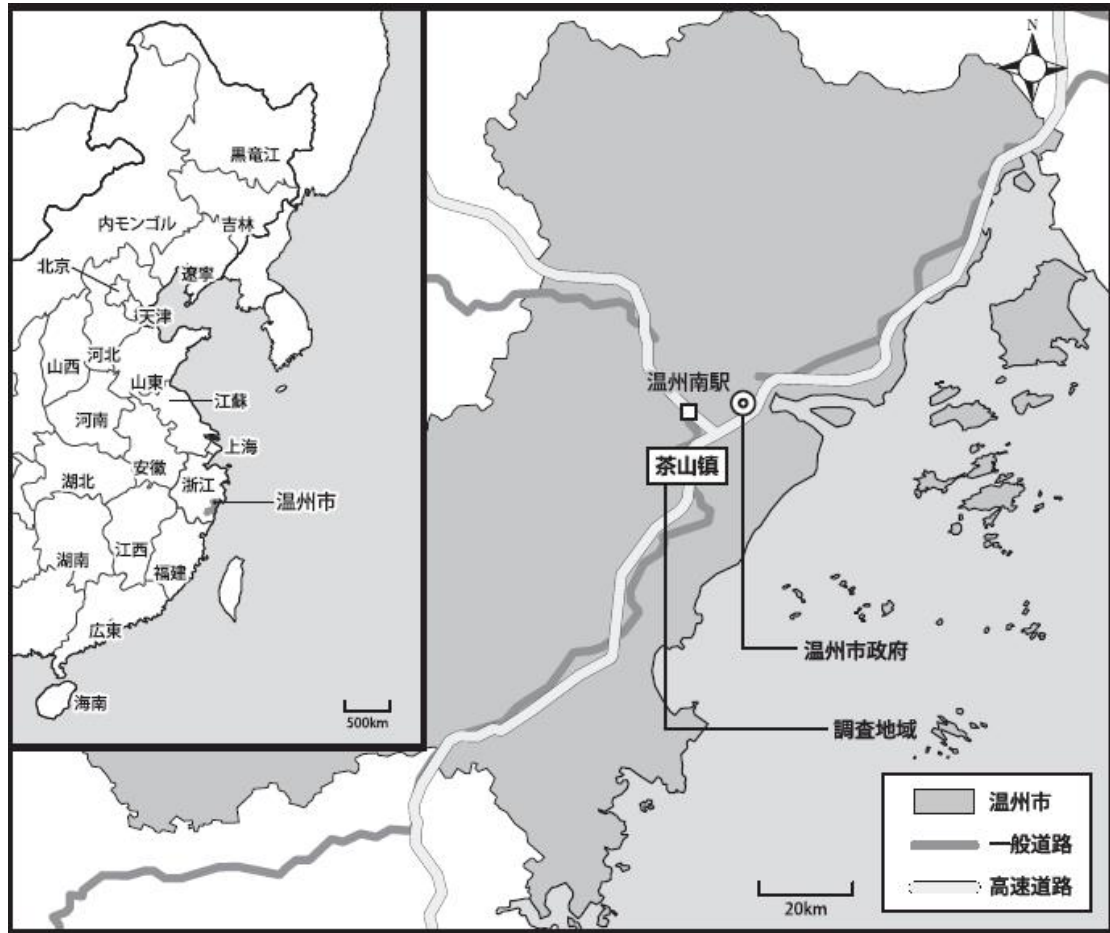 N
黒竜江
内モンゴル
吉林
北京
遼寧
天津
河北
山西
山東
江蘇
河南
上海
安徽
湖北
浙江
温州市
江西
湖南
福建
広東
海南
500km
温州南駅
茶山镇
温州市政府
調査地域
温州市
一般道路
高速道路
20km